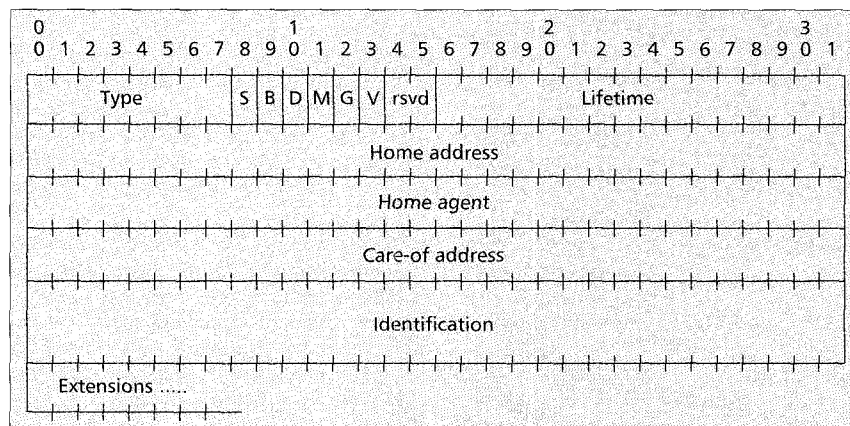 0 1 2 3
0 1 2 3 4 5 6 7 8 9 0 1 2 3 4 5 6 7 8 9 0 1 2 3 4 5 6 7 8 9 0 1
Type S B D M G V rsvd Lifetime
Home address
Home agent
Care-of address
Identification
Extensions .....